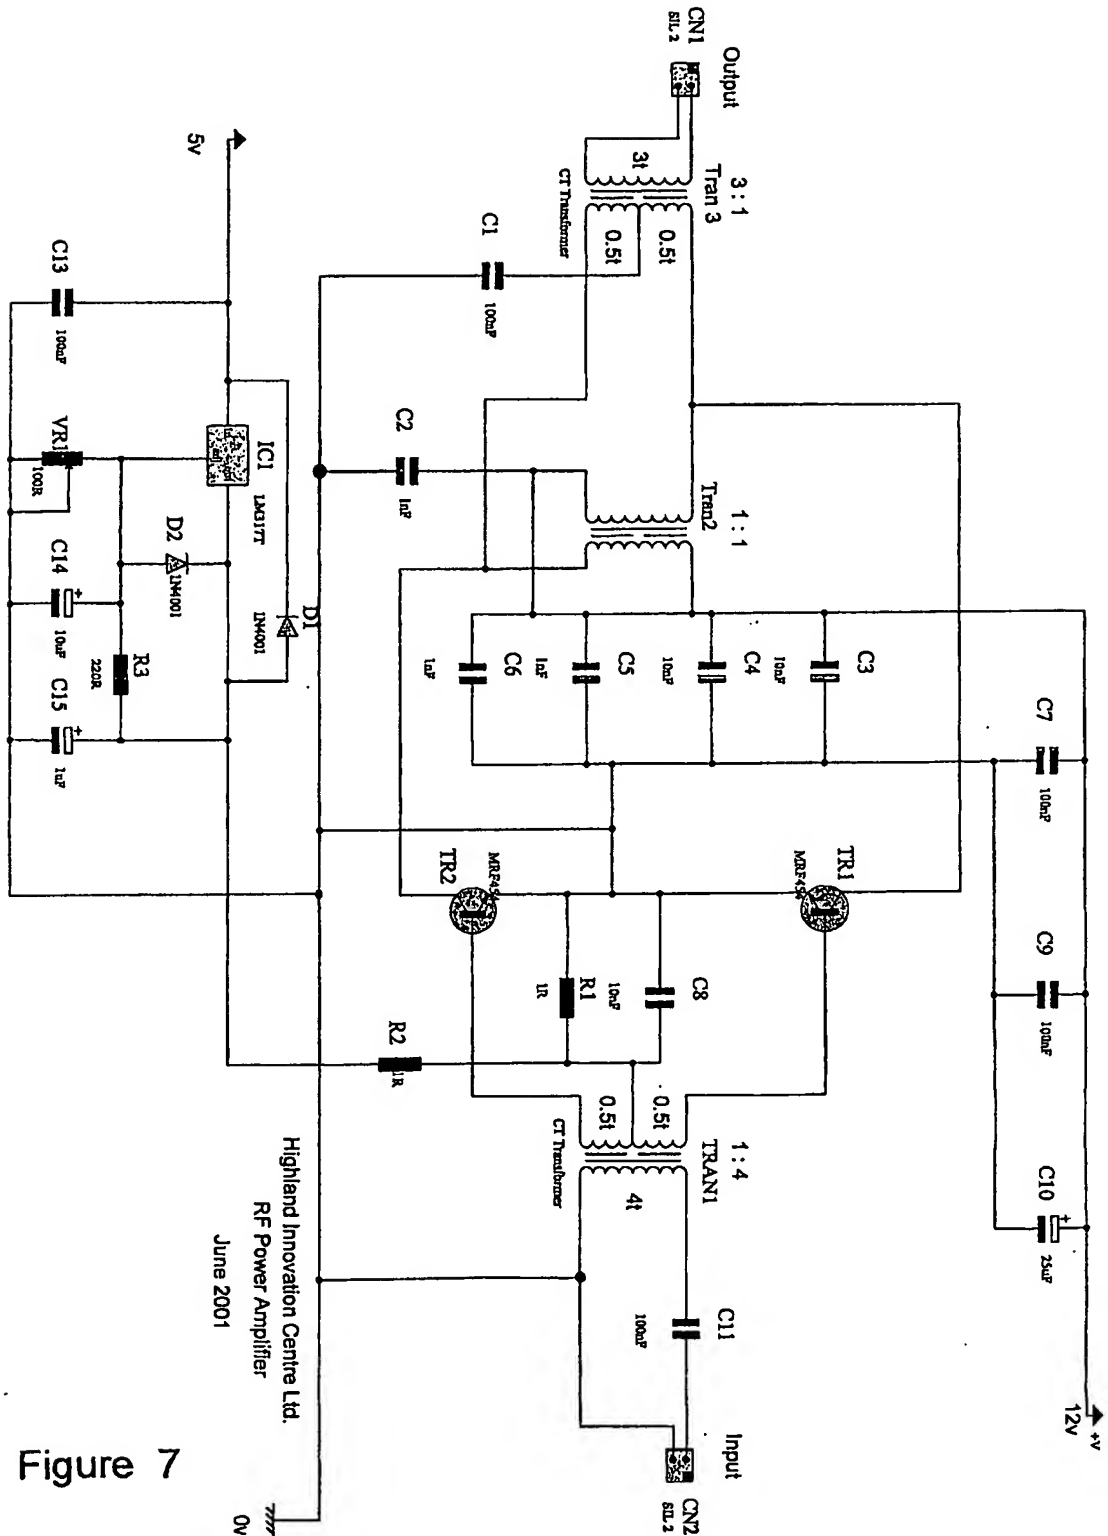 Output
CN1
SIL 2
3 : 1
Tran 3
3t
CT Transformer
0.5t
0.5t
C1
100nF
5v
C13
100nF
VR1
100R
IC1
LM317T
D2
1N4001
D1
1N4001
C14
10uF
R3
220R
C15
1uF
C2
1nF
1 : 1
Tran2
C3
10nF
C4
10nF
C5
1nF
C6
1nF
C7
100nF
C9
100nF
C10
25uF
+v
12v
TR1
MRF454
TR2
MRF454
C8
10nF
R1
1R
R2
1R
1 : 4
TRAN1
0.5t
0.5t
4t
CT Transformer
C11
100nF
Input
CN2
SIL 2
Highland Innovation Centre Ltd.
RF Power Amplifier
June 2001
0v
Figure 7